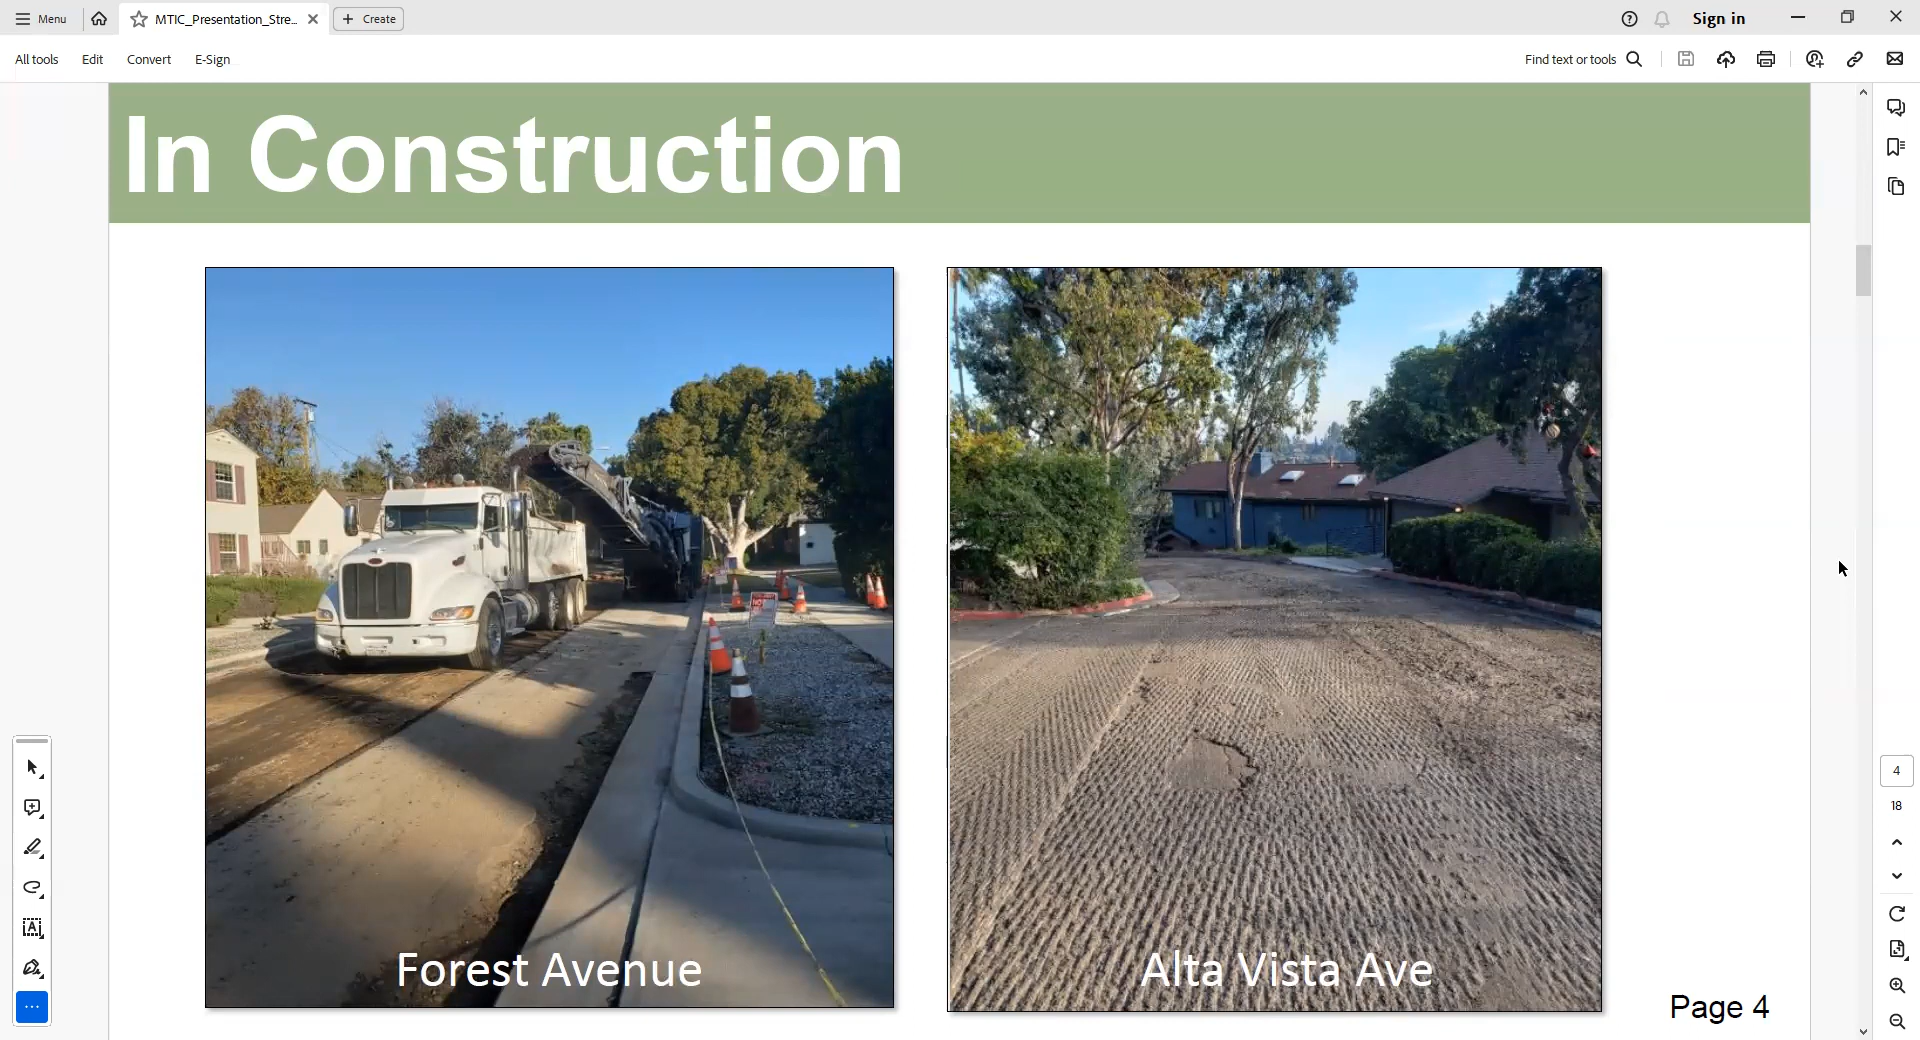 Menu
MTIC_Presentation_Stre...
Create
Sign in
All tools
Edit
Convert
E-Sign
Find text or tools
In Construction
Forest Avenue
Alta Vista Ave
4
18
Page 4